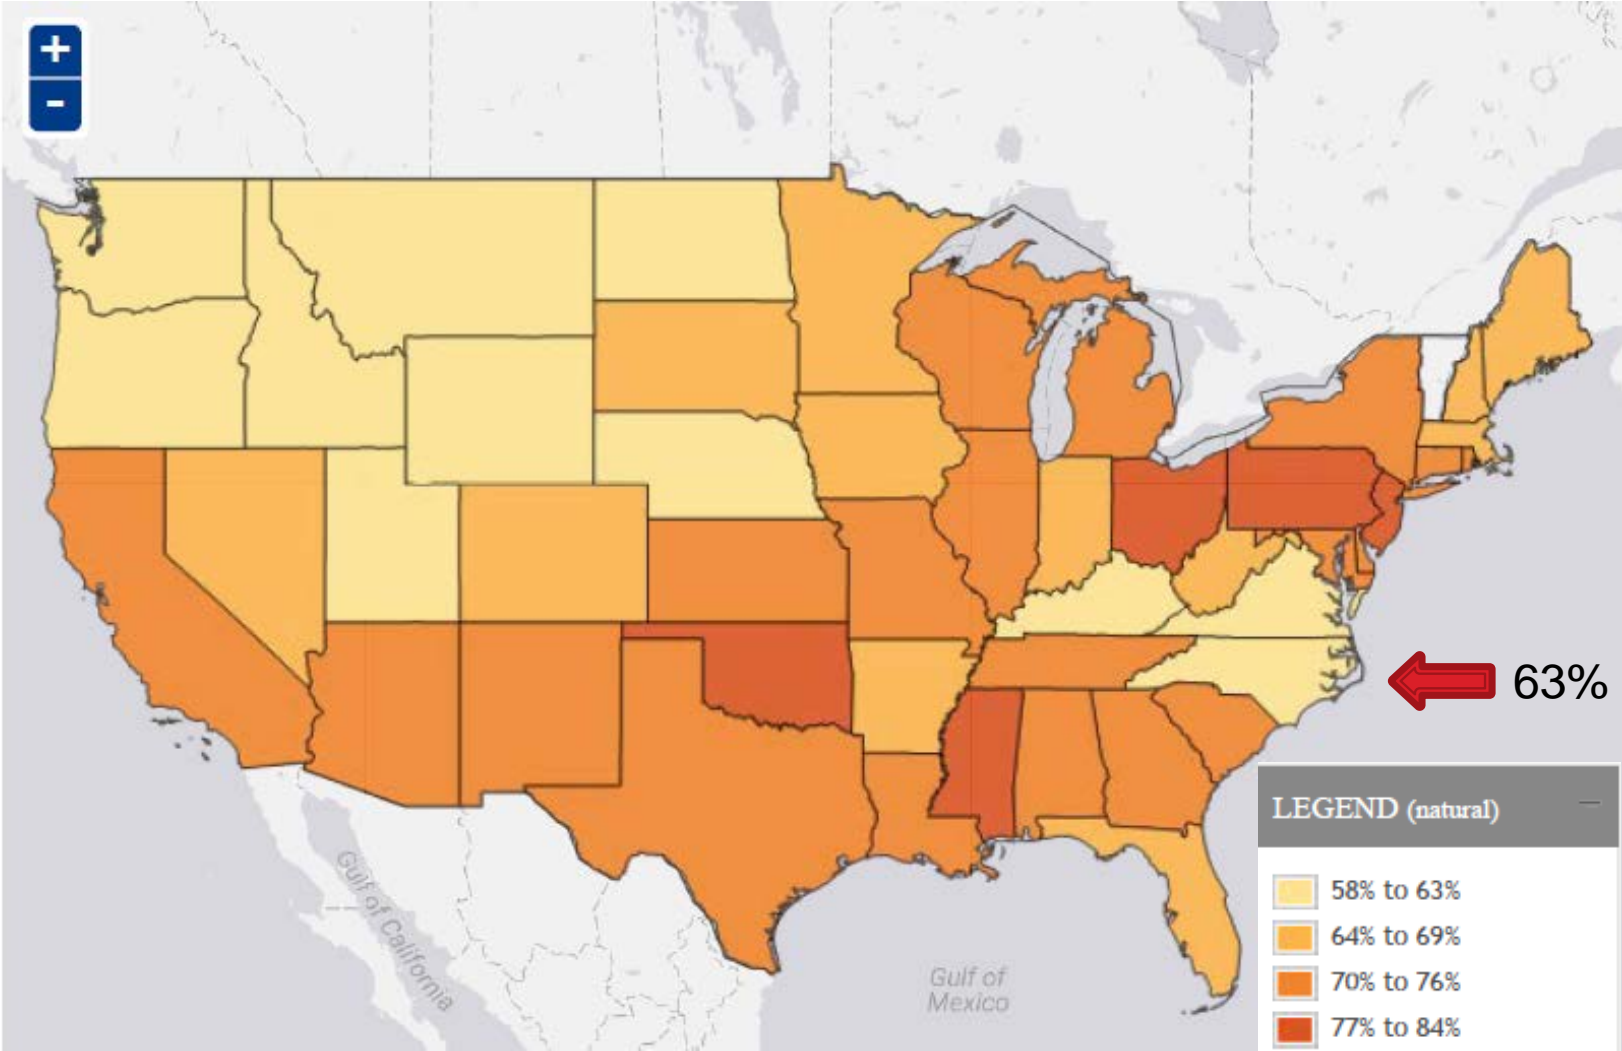 +
-
63%
Gulf of California
Gulf of
Mexico
LEGEND (natural)
58% to 63%
64% to 69%
70% to 76%
77% to 84%